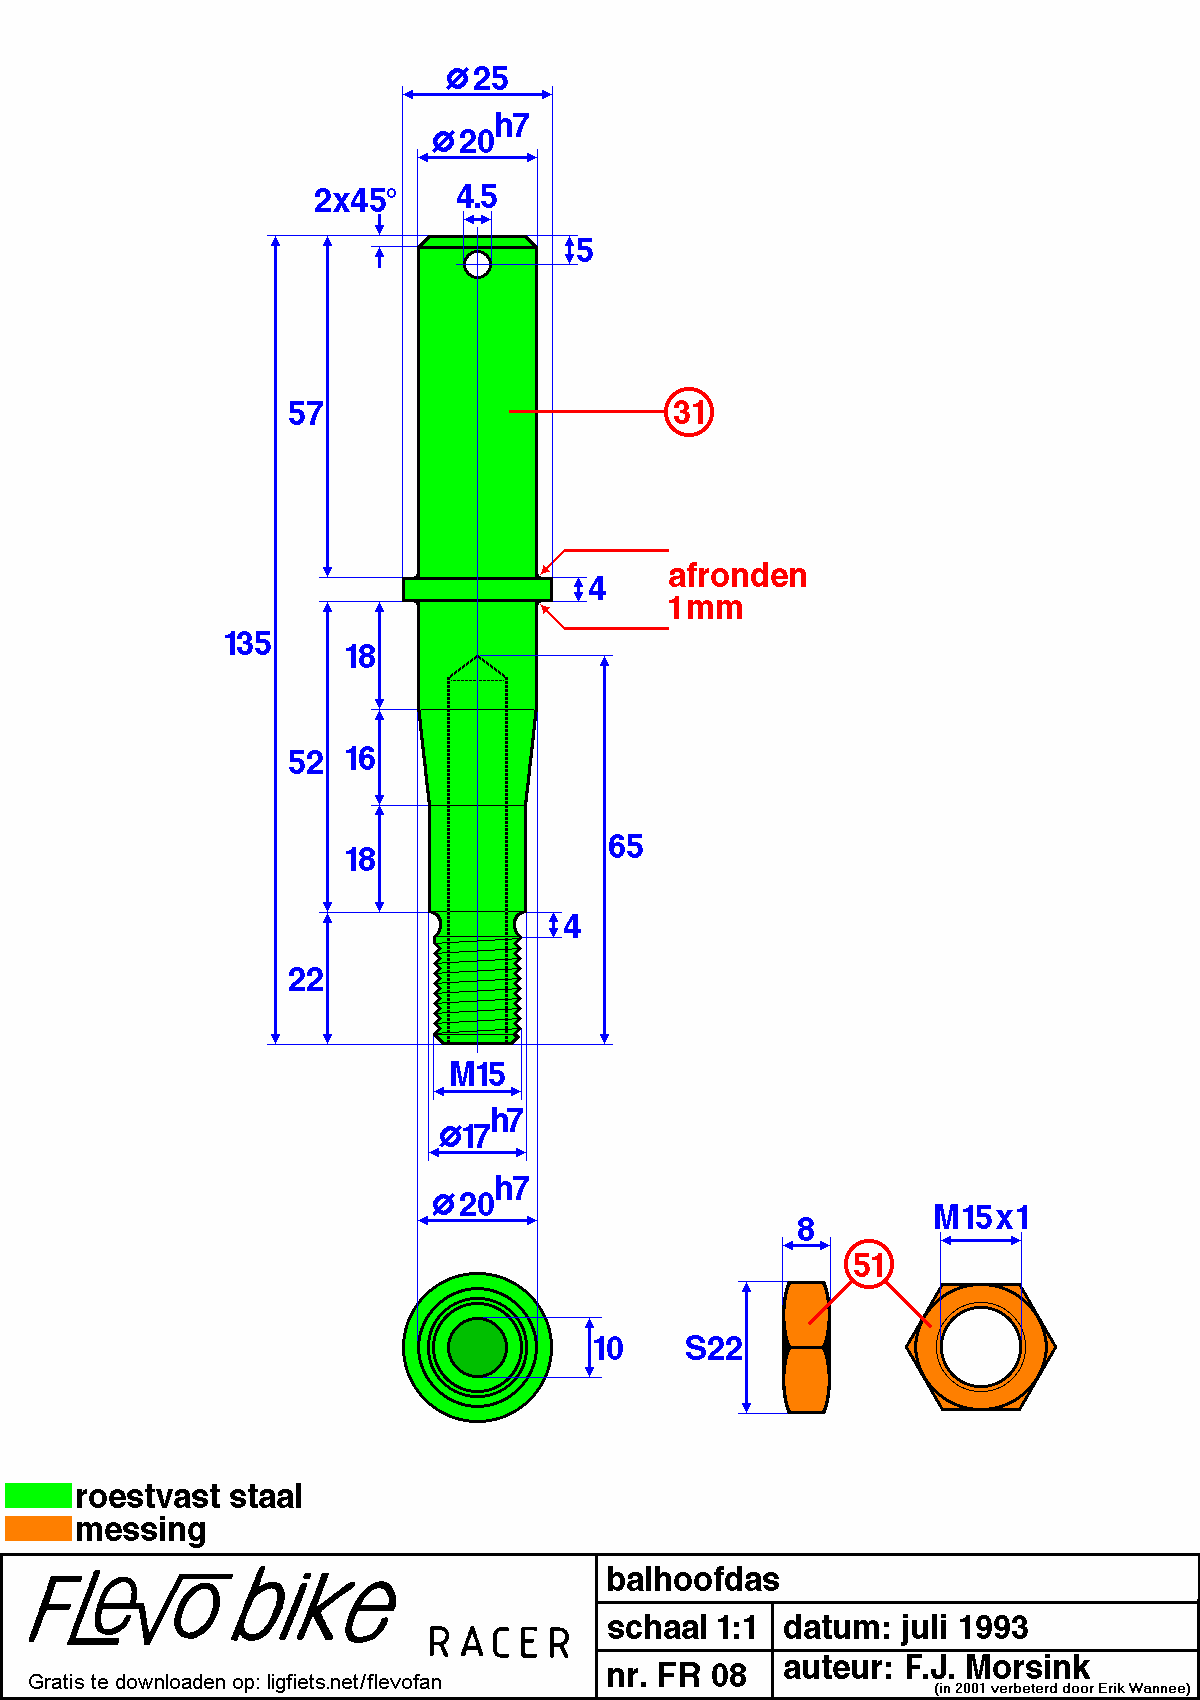 ⌀25
⌀20 h7
2x45°
4.5
5
57
31
afronden
1mm
4
135
18
52
16
65
18
4
22
M15
⌀17 h7
⌀20 h7
M15x1
8
51
10
S22
roestvast staal
messing
Flevobike RACER
Gratis te downloaden op: ligfiets.net/flevofan
balhoofdas
schaal 1:1
datum: juli 1993
nr. FR 08
auteur: F.J. Morsink
(in 2001 verbeterd door Erik Wannee)